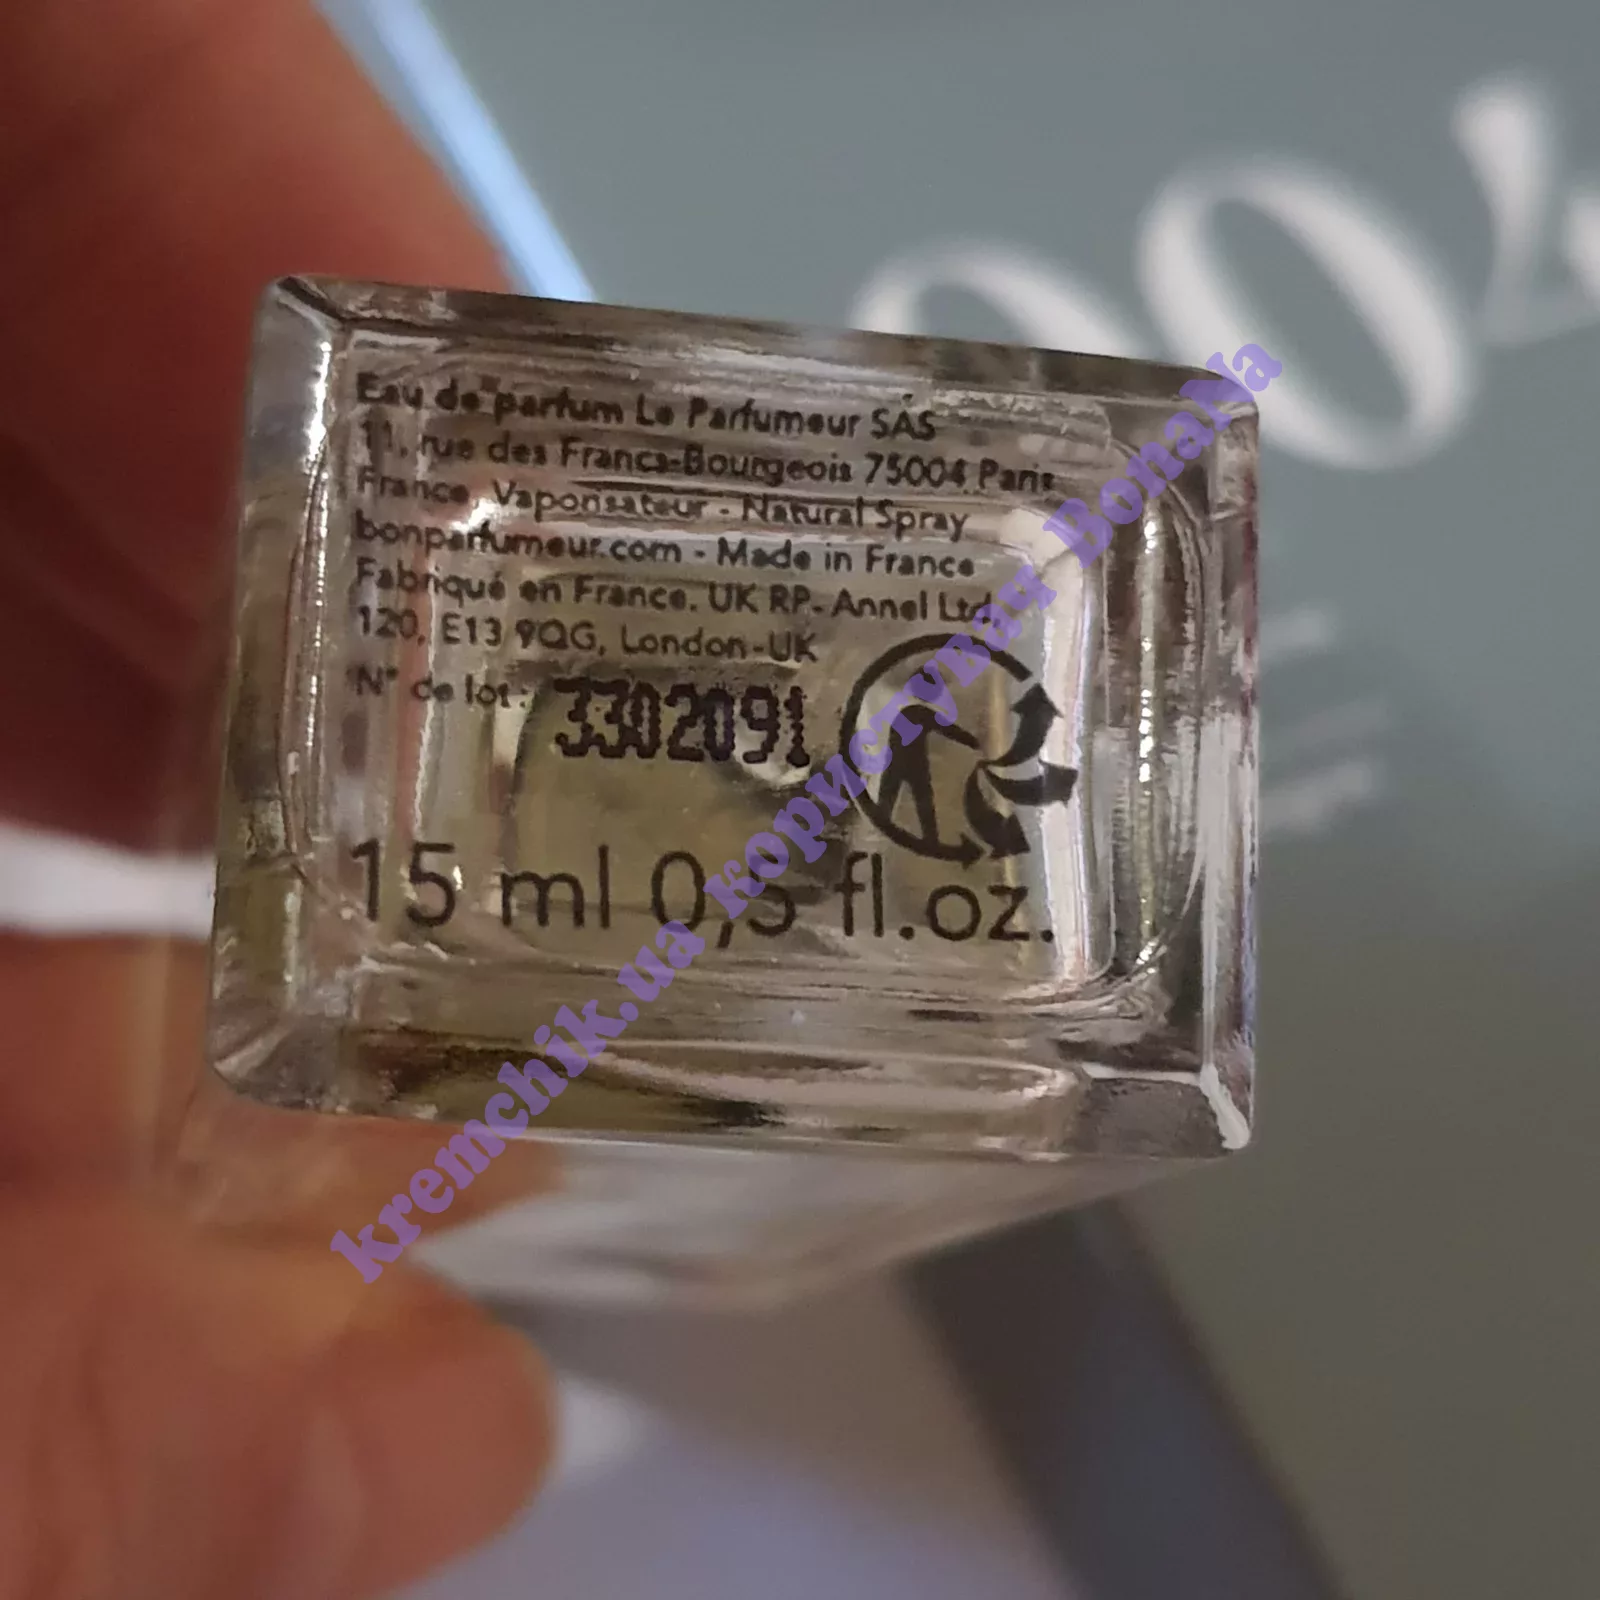 004
Eau de parfum Le Parfumeur SAS
11, rue des Francs-Bourgeois 75004 Paris
France. Vaporisateur - Natural Spray
bonparfumeur.com - Made in France
Fabriqué en France. UK RP- Annel Ltd,
120, E13 9QG, London-UK
N° de lot : 3302091
15 ml 0,5 fl.oz.
kremchik.ua користувач BonaNa